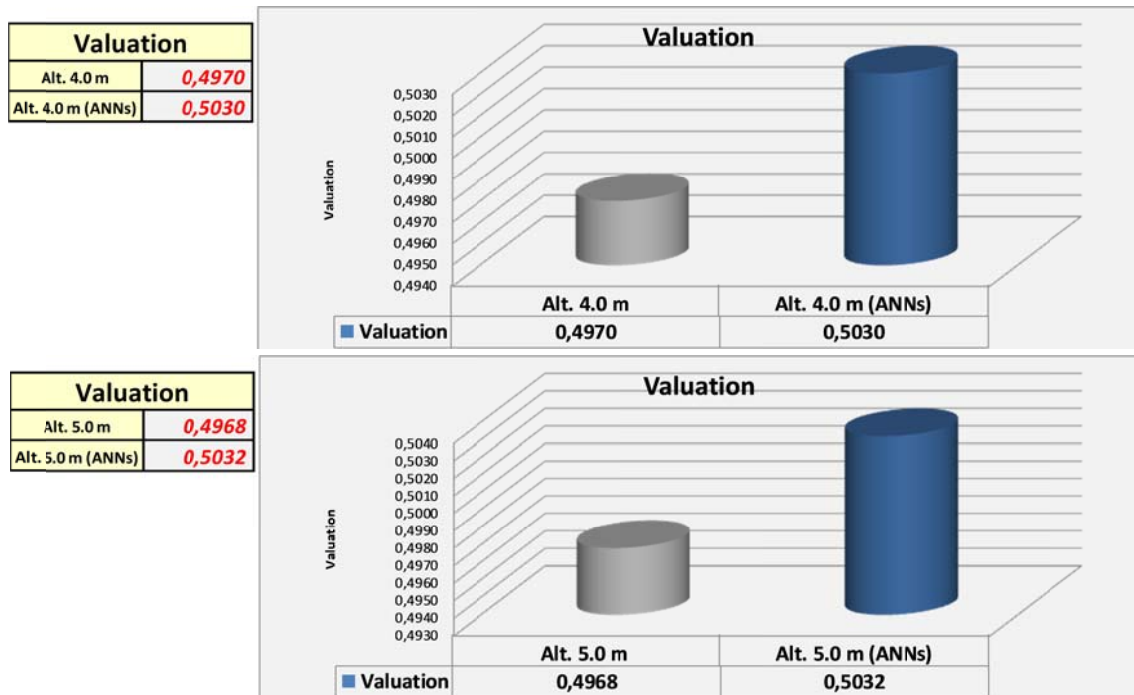 Valuation
Alt. 4.0 m 0,4970
Alt. 4.0 m (ANNs) 0,5030
Valuation
Valuation
0,5030
0,5020
0,5010
0,5000
0,4990
0,4980
0,4970
0,4960
0,4950
0,4940
Alt. 4.0 m Alt. 4.0 m (ANNs)
Valuation 0,4970 0,5030
Valuation
Alt. 5.0 m 0,4968
Alt. 5.0 m (ANNs) 0,5032
Valuation
Valuation
0,5040
0,5030
0,5020
0,5010
0,5000
0,4990
0,4980
0,4970
0,4960
0,4950
0,4940
0,4930
Alt. 5.0 m Alt. 5.0 m (ANNs)
Valuation 0,4968 0,5032